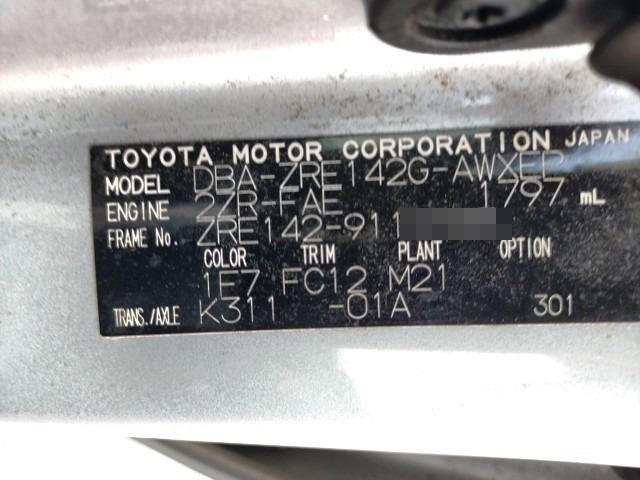 TOYOTA MOTOR CORPORATION JAPAN
MODEL DBA-ZRE142G-AWXEP
ENGINE 2ZR-FAE 1797 mL
FRAME No. ZRE142-911
COLOR TRIM PLANT OPTION
1E7 FC12 M21
TRANS./AXLE K311 -01A 301